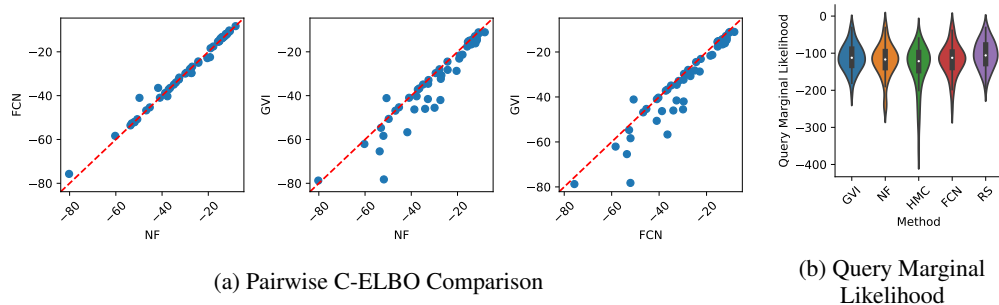 FCN
−20
−40
−60
−80
−80
−60
−40
−20
NF
GVI
−20
−40
−60
−80
−80
−60
−40
−20
NF
GVI
−20
−40
−60
−80
−80
−60
−40
−20
FCN
(a) Pairwise C-ELBO Comparison
Query Marginal Likelihood
0
−100
−200
−300
−400
GVI
NF
HMC
FCN
RS
Method
(b) Query Marginal
Likelihood